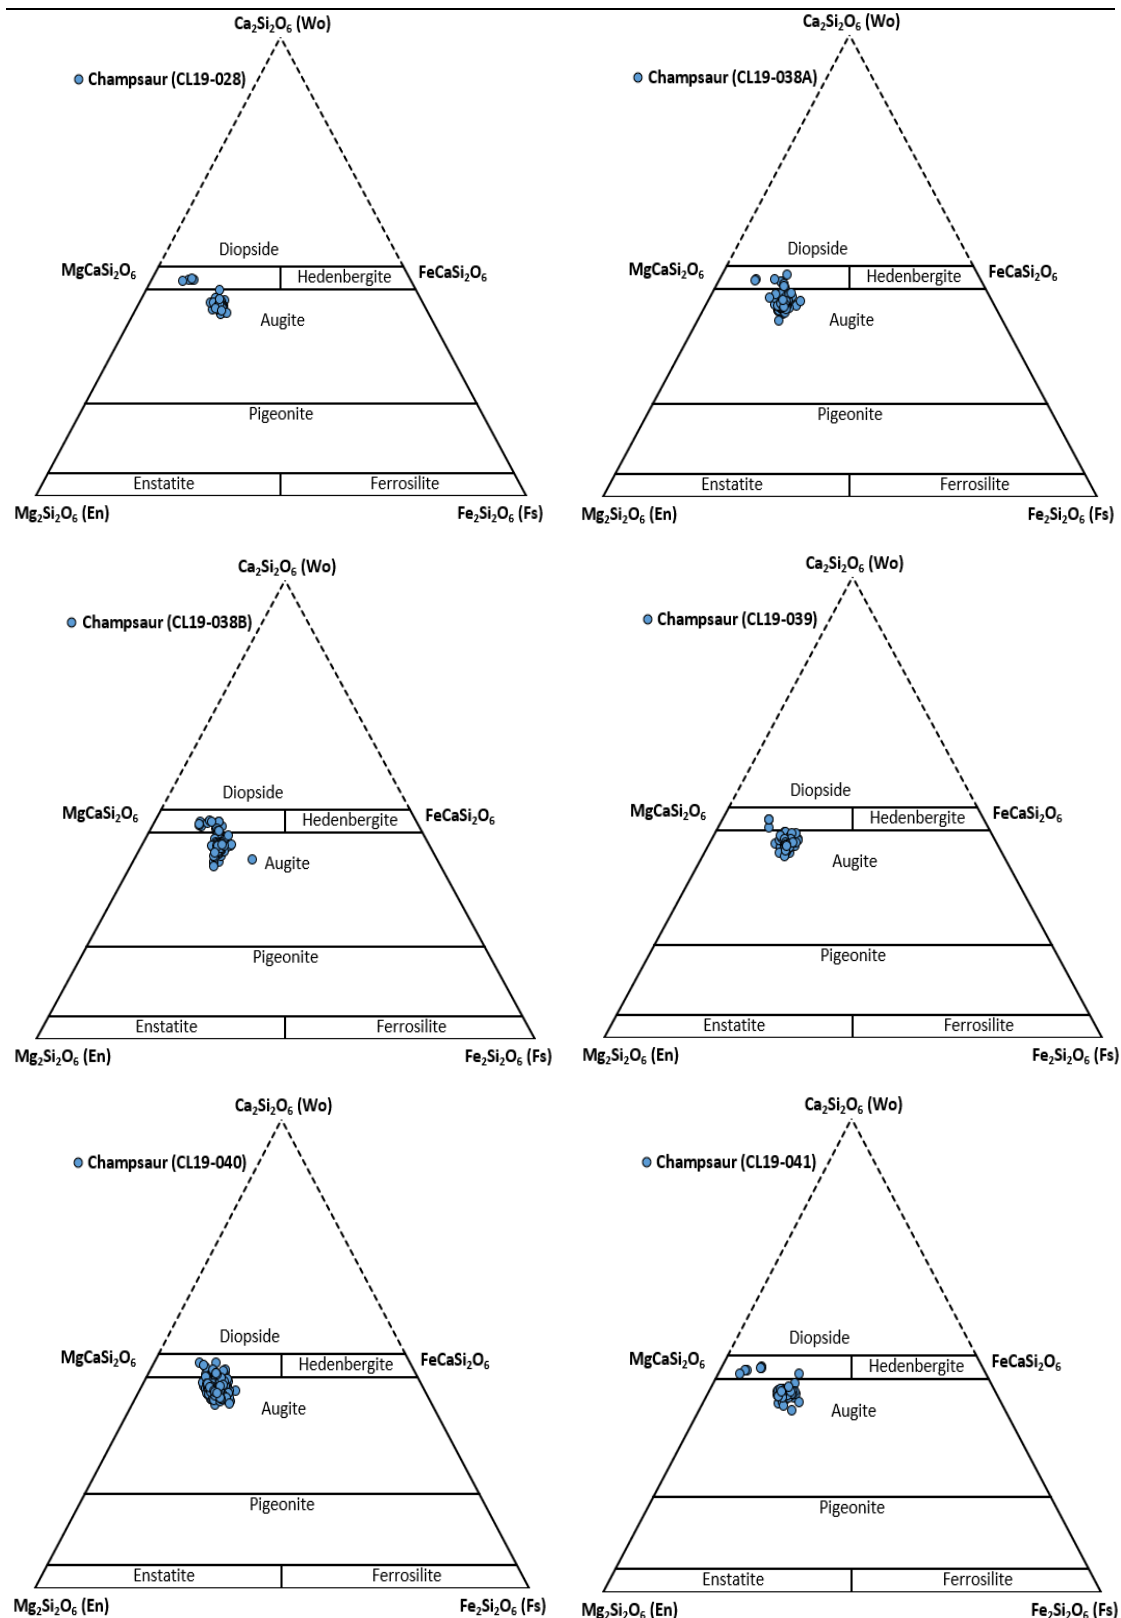 Ca₂Si₂O₆ (Wo)
Champsaur (CL19-028)
Diopside
MgCaSi₂O₆
Hedenbergite
FeCaSi₂O₆
Augite
Pigeonite
Enstatite
Ferrosilite
Mg₂Si₂O₆ (En)
Fe₂Si₂O₆ (Fs)
Ca₂Si₂O₆ (Wo)
Champsaur (CL19-038A)
Diopside
MgCaSi₂O₆
Hedenbergite
FeCaSi₂O₆
Augite
Pigeonite
Enstatite
Ferrosilite
Mg₂Si₂O₆ (En)
Fe₂Si₂O₆ (Fs)
Ca₂Si₂O₆ (Wo)
Champsaur (CL19-038B)
Diopside
MgCaSi₂O₆
Hedenbergite
FeCaSi₂O₆
Augite
Pigeonite
Enstatite
Ferrosilite
Mg₂Si₂O₆ (En)
Fe₂Si₂O₆ (Fs)
Ca₂Si₂O₆ (Wo)
Champsaur (CL19-039)
Diopside
MgCaSi₂O₆
Hedenbergite
FeCaSi₂O₆
Augite
Pigeonite
Enstatite
Ferrosilite
Mg₂Si₂O₆ (En)
Fe₂Si₂O₆ (Fs)
Ca₂Si₂O₆ (Wo)
Champsaur (CL19-040)
Diopside
MgCaSi₂O₆
Hedenbergite
FeCaSi₂O₆
Augite
Pigeonite
Enstatite
Ferrosilite
Mg₂Si₂O₆ (En)
Fe₂Si₂O₆ (Fs)
Ca₂Si₂O₆ (Wo)
Champsaur (CL19-041)
Diopside
MgCaSi₂O₆
Hedenbergite
FeCaSi₂O₆
Augite
Pigeonite
Enstatite
Ferrosilite
Mg₂Si₂O₆ (En)
Fe₂Si₂O₆ (Fs)